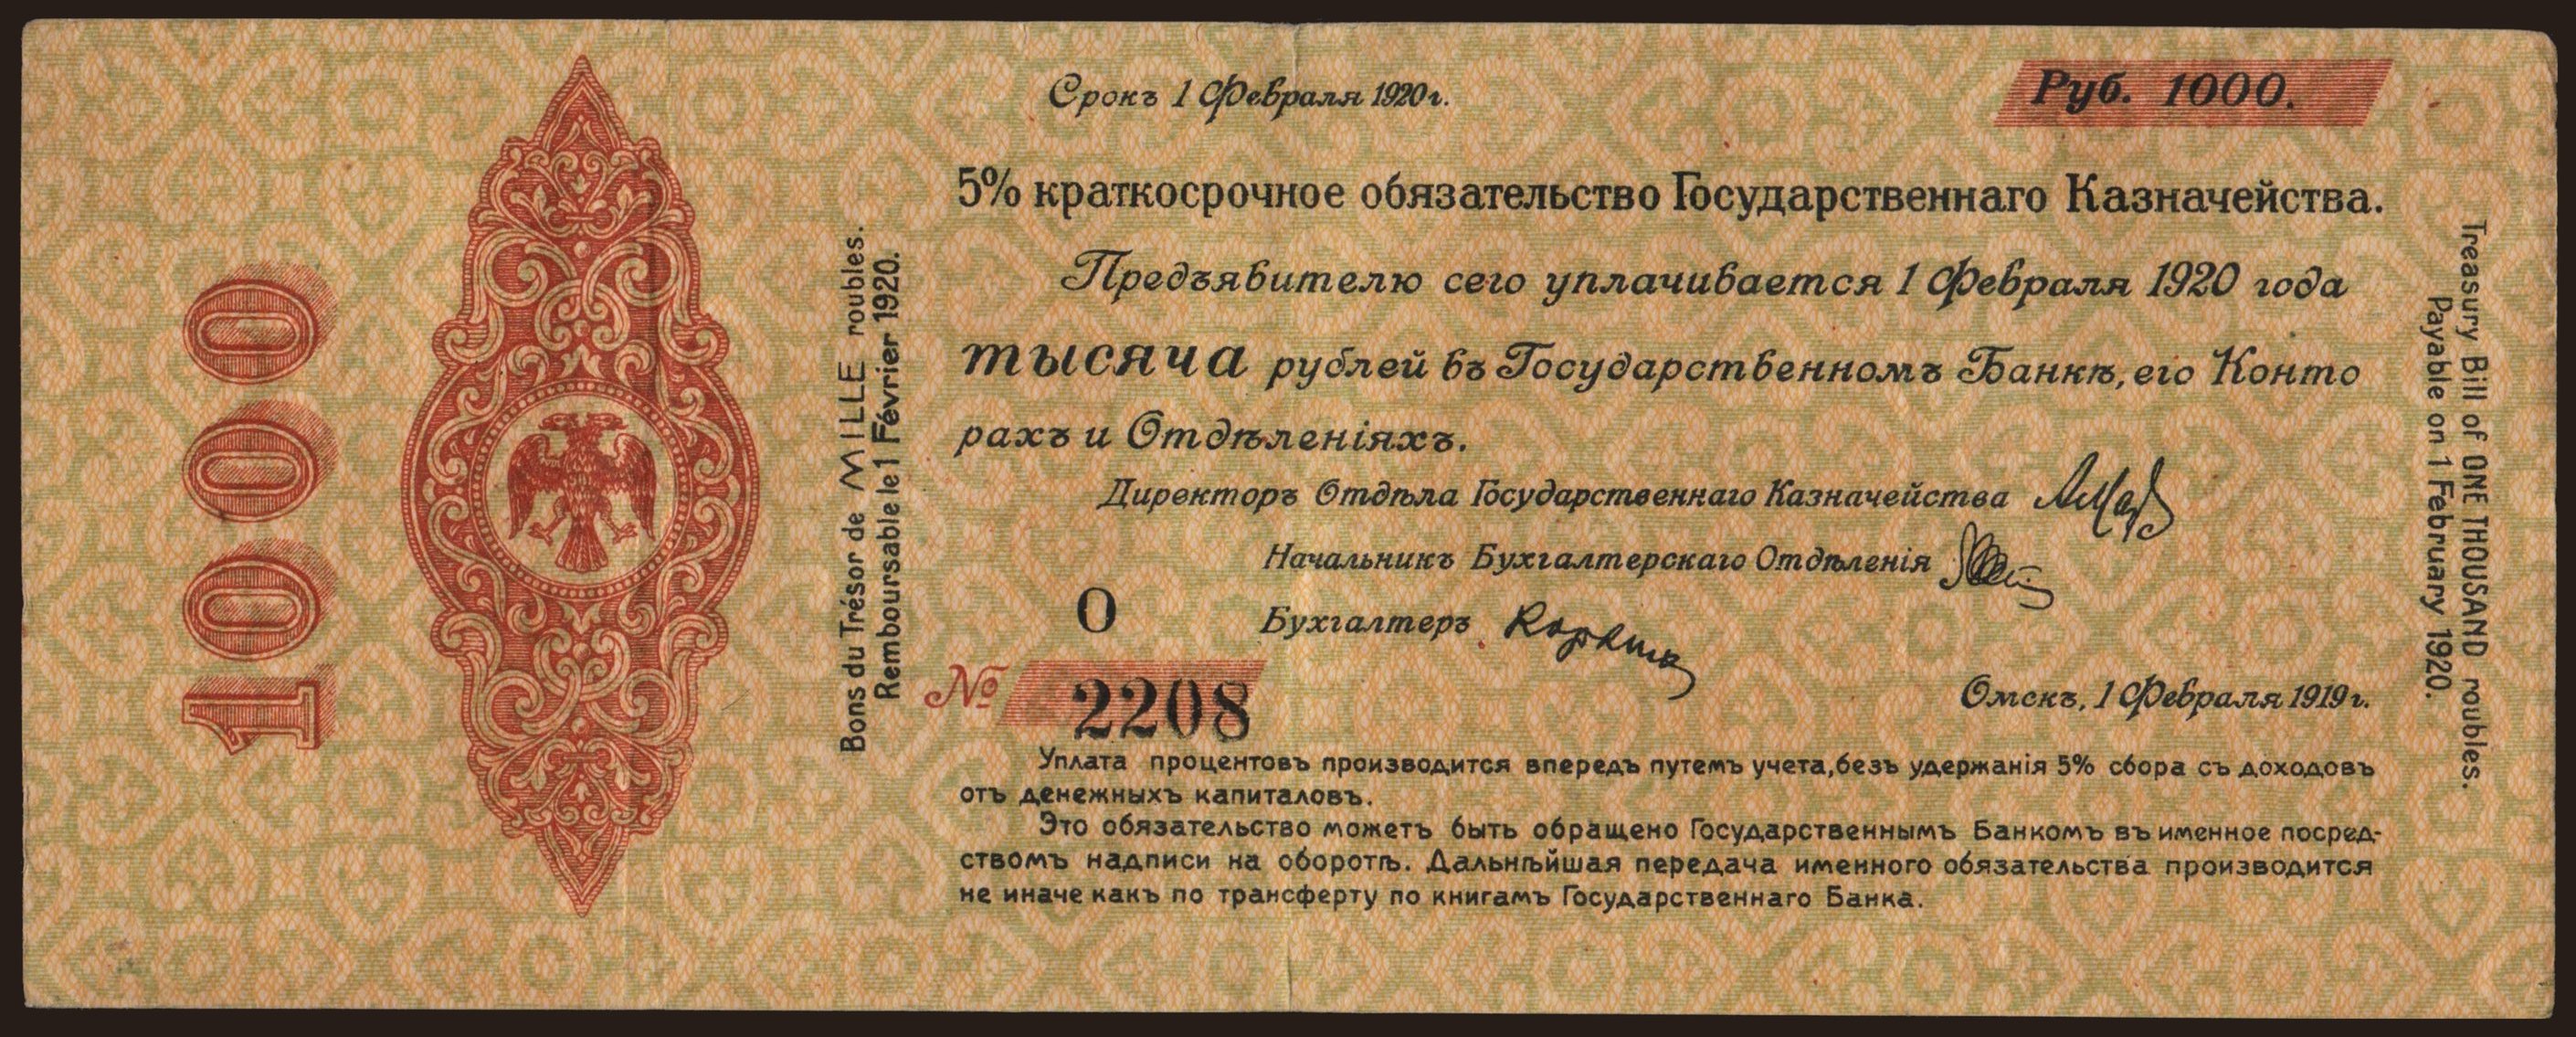 1000
Bons du Trésor de MILLE roubles.
Remboursable le 1 Février 1920.
Срокъ 1 Февраля 1920 г.
Руб. 1000.
5% краткосрочное обязательство Государственнаго Казначейства.
Предъявителю сего уплачивается 1 Февраля 1920 года
тысяча рублей въ Государственномъ Банкѣ, его Конто
рахъ и Отдѣленіяхъ.
Директоръ Отдѣла Государственнаго Казначейства
Начальникъ Бухгалтерскаго Отдѣленія
О
Бухгалтеръ
№ 2208
Омскъ, 1 Февраля 1919 г.
Уплата процентовъ производится впередъ путемъ учета, безъ удержанія 5% сбора съ доходовъ
отъ денежныхъ капиталовъ.
Это обязательство можетъ быть обращено Государственнымъ Банкомъ въ именное посред-
ствомъ надписи на оборотѣ. Дальнѣйшая передача именного обязательства производится
не иначе какъ по трансферту по книгамъ Государственнаго Банка.
Treasury Bill of ONE THOUSAND roubles.
Payable on 1 February 1920.